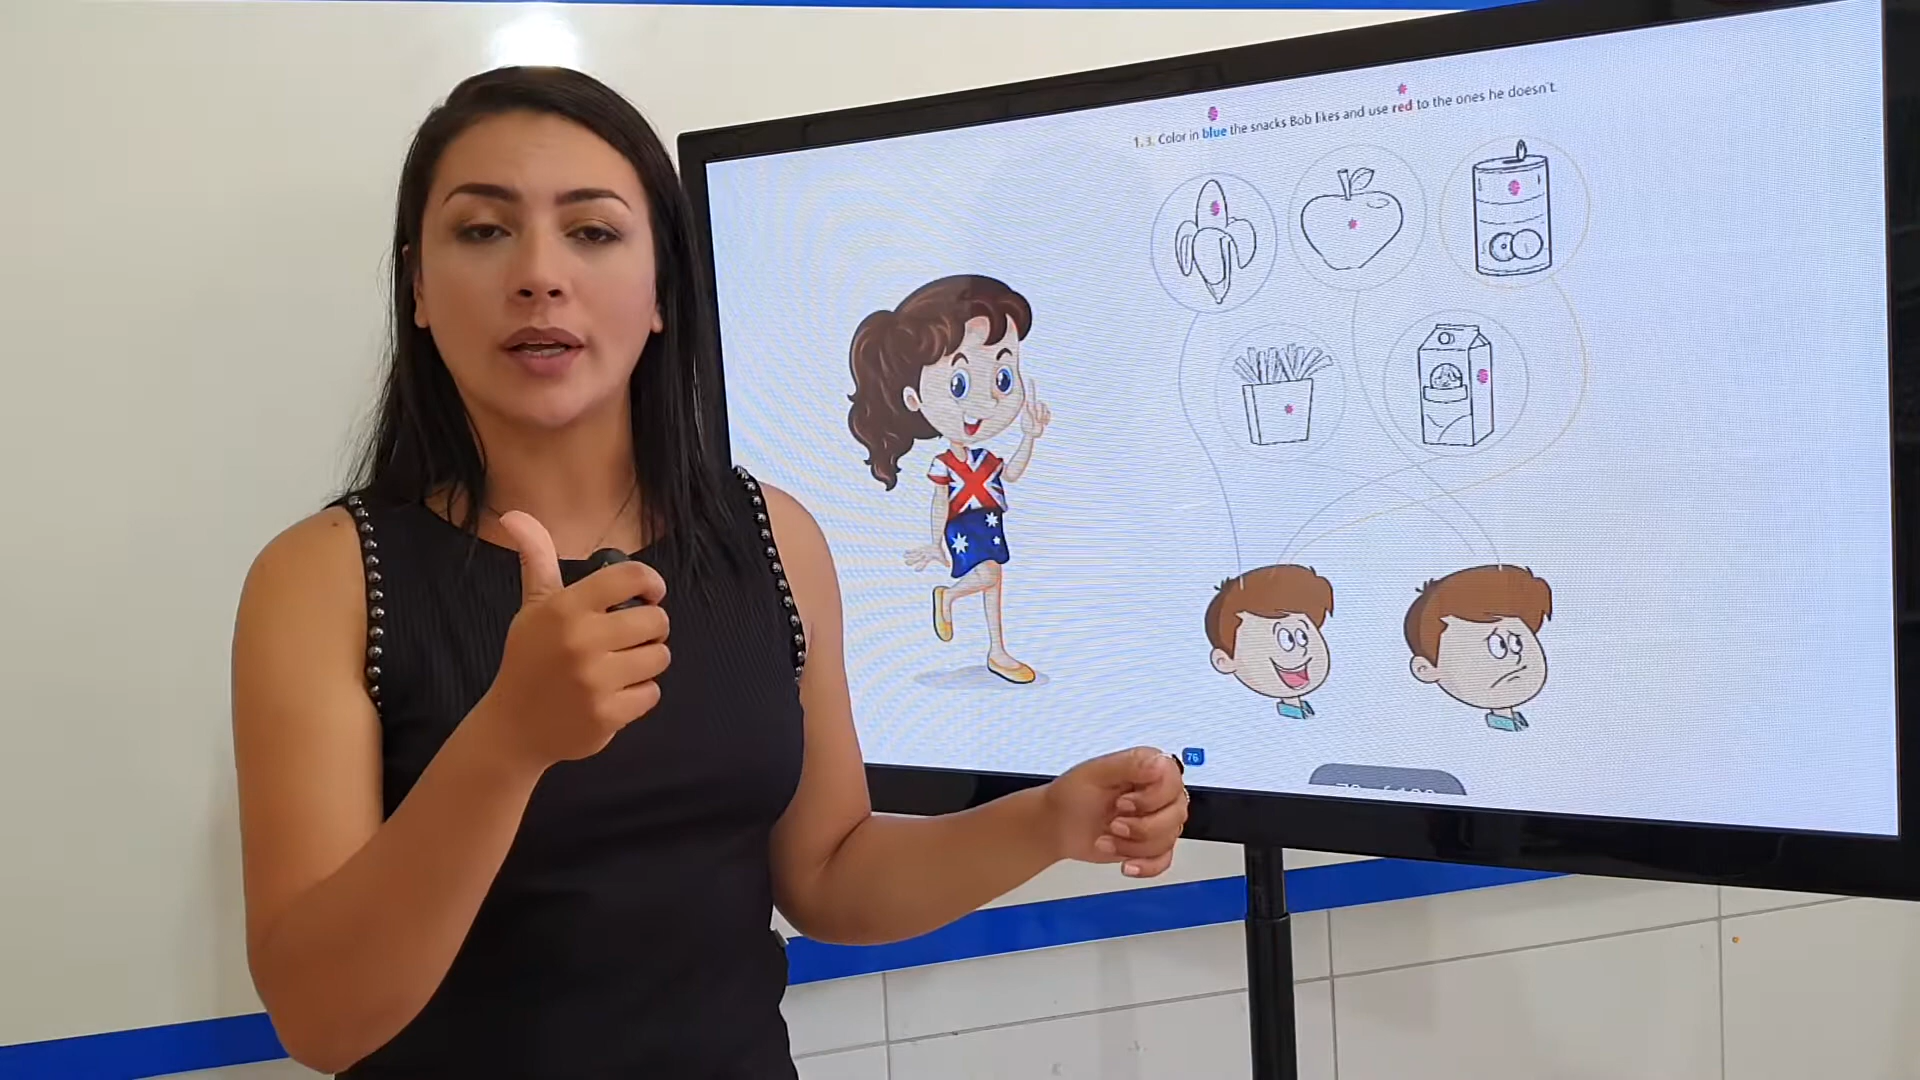 1. 3. Color in blue the snacks Bob likes and use red to the ones he doesn't.
76